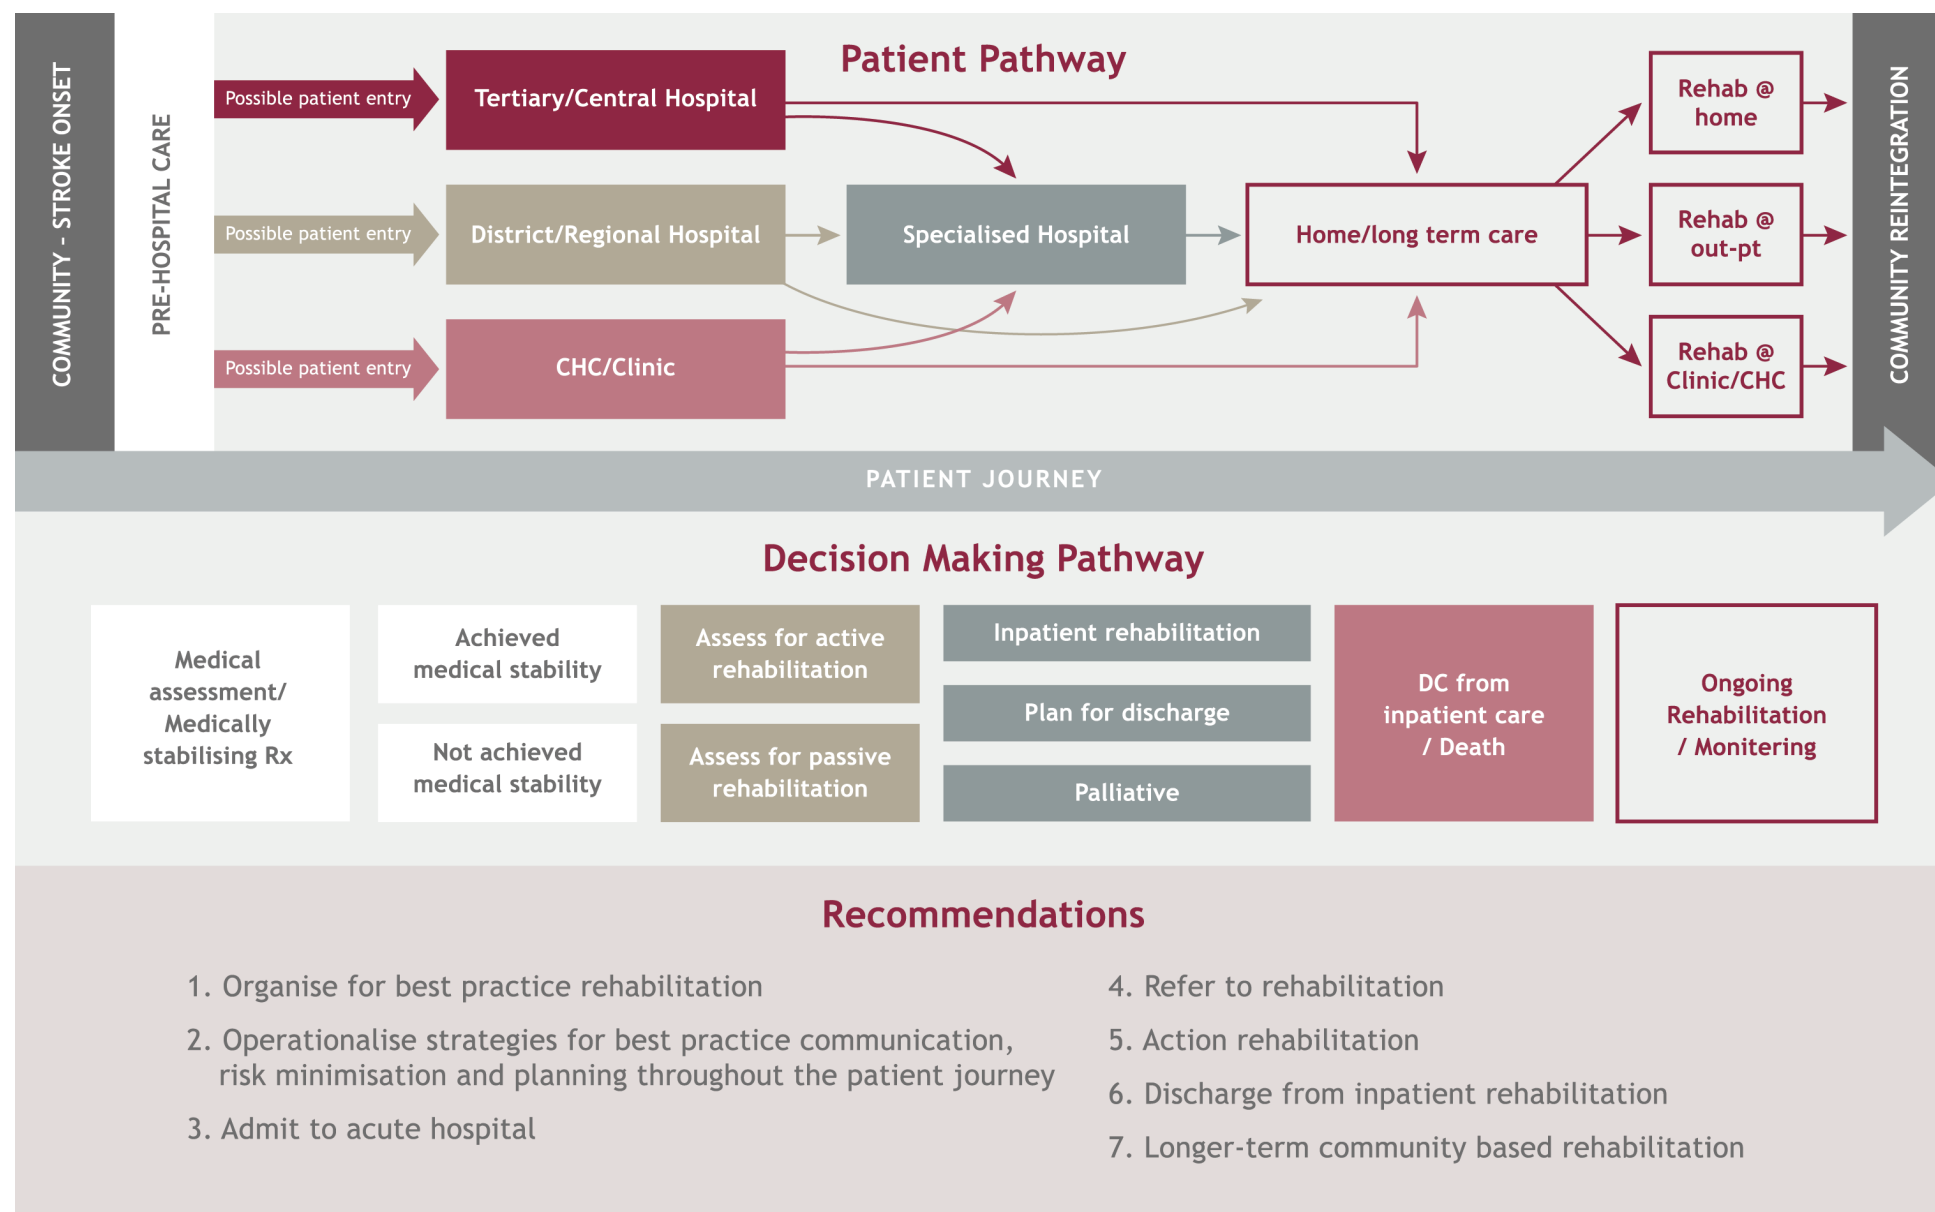 COMMUNITY - STROKE ONSET
PRE-HOSPITAL CARE
Patient Pathway
Possible patient entry
Tertiary/Central Hospital
Possible patient entry
District/Regional Hospital
Possible patient entry
CHC/Clinic
Specialised Hospital
Home/long term care
Rehab @
home
Rehab @
out-pt
Rehab @
Clinic/CHC
COMMUNITY REINTEGRATION
PATIENT JOURNEY
Decision Making Pathway
Medical
assessment/
Medically
stabilising Rx
Achieved
medical stability
Not achieved
medical stability
Assess for active
rehabilitation
Assess for passive
rehabilitation
Inpatient rehabilitation
Plan for discharge
Palliative
DC from
inpatient care
/ Death
Ongoing
Rehabilitation
/ Monitering
Recommendations
1. Organise for best practice rehabilitation
2. Operationalise strategies for best practice communication,
risk minimisation and planning throughout the patient journey
3. Admit to acute hospital
4. Refer to rehabilitation
5. Action rehabilitation
6. Discharge from inpatient rehabilitation
7. Longer-term community based rehabilitation